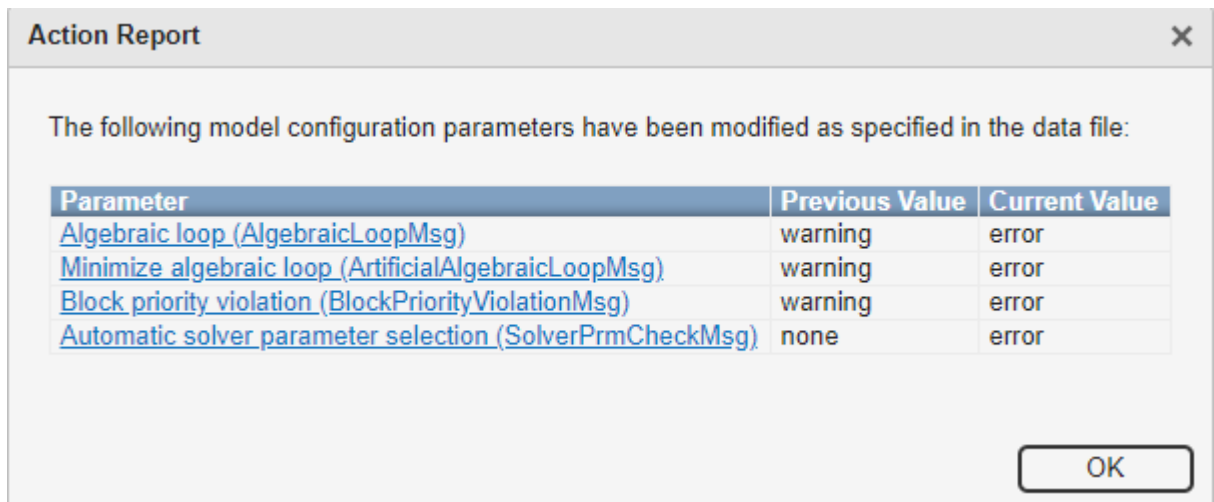 Action Report
The following model configuration parameters have been modified as specified in the data file:
Parameter Previous Value Current Value
Algebraic loop (AlgebraicLoopMsg) warning error
Minimize algebraic loop (ArtificialAlgebraicLoopMsg) warning error
Block priority violation (BlockPriorityViolationMsg) warning error
Automatic solver parameter selection (SolverPrmCheckMsg) none error
OK